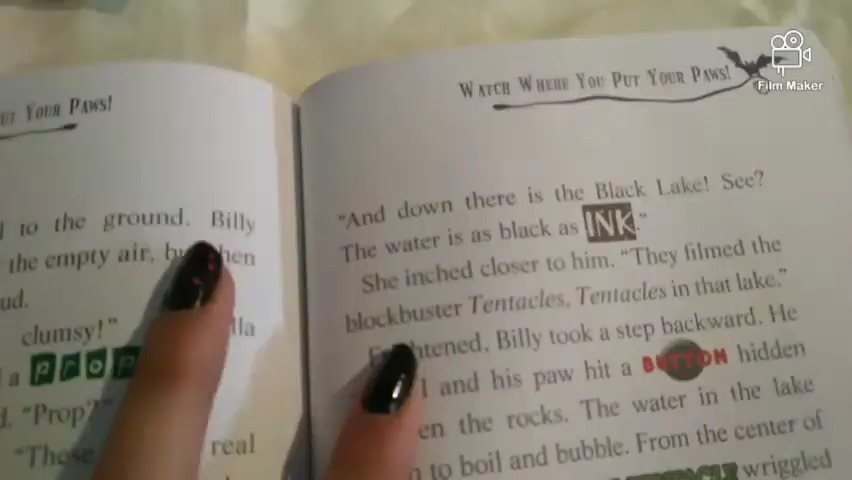 Film Maker
UT YOUR PAWS!
to the ground. Billy
the empty air,
clumsy!"
a PROP
"Prop?"
"Those real
WATCH WHERE YOU PUT YOUR PAWS!
"And down there is the Black Lake! See?
The water is as black as INK."
She inched closer to him. "They filmed the
blockbuster Tentacles, Tentacles in that lake."
Billy took a step backward. He
and his paw hit a BUTTON hidden
the rocks. The water in the lake
to boil and bubble. From the center of
wriggled